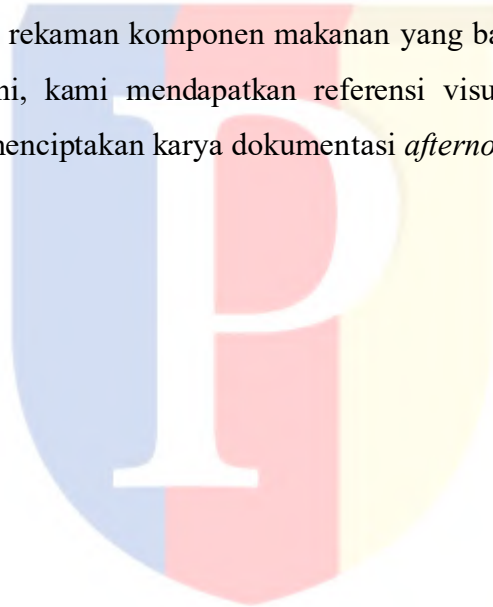 rekaman komponen makanan yang
kami mendapatkan referensi
menciptakan karya dokumentasi
P